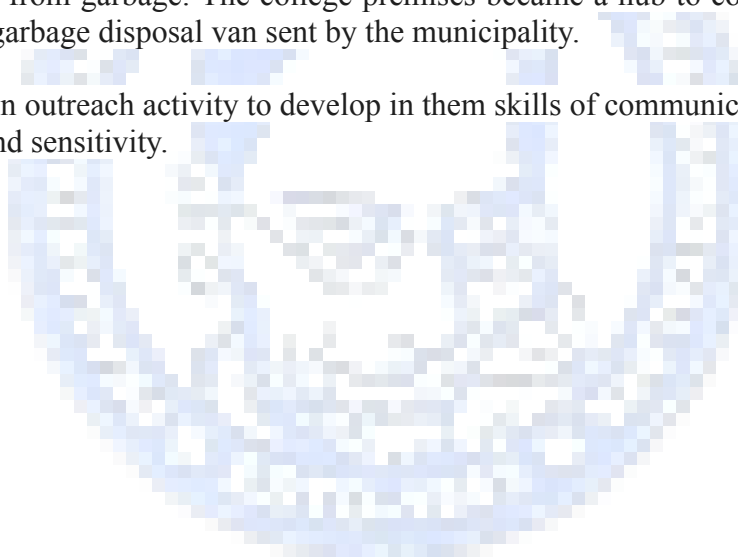 from garbage. The college premises became a hub to
garbage disposal van sent by the municipality.
n outreach activity to develop in them skills of communic
nd sensitivity.